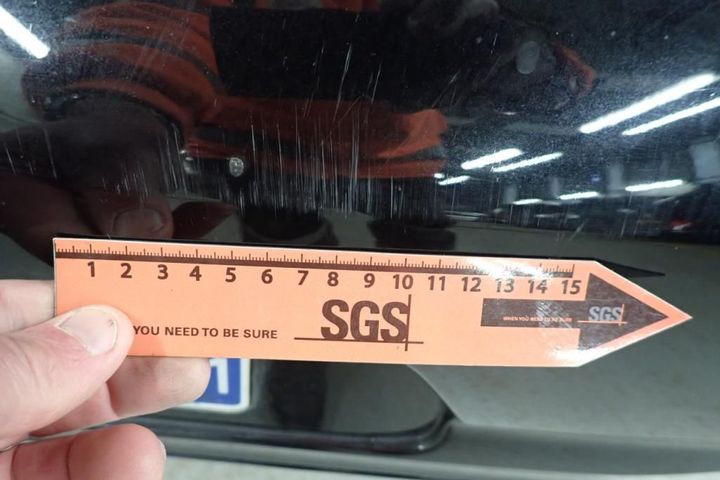 1 2 3 4 5 6 7 8 9 10 11 12 13 14 15
YOU NEED TO BE SURE
SGS
WHEN YOU NEED TO BE SURE
SGS
1